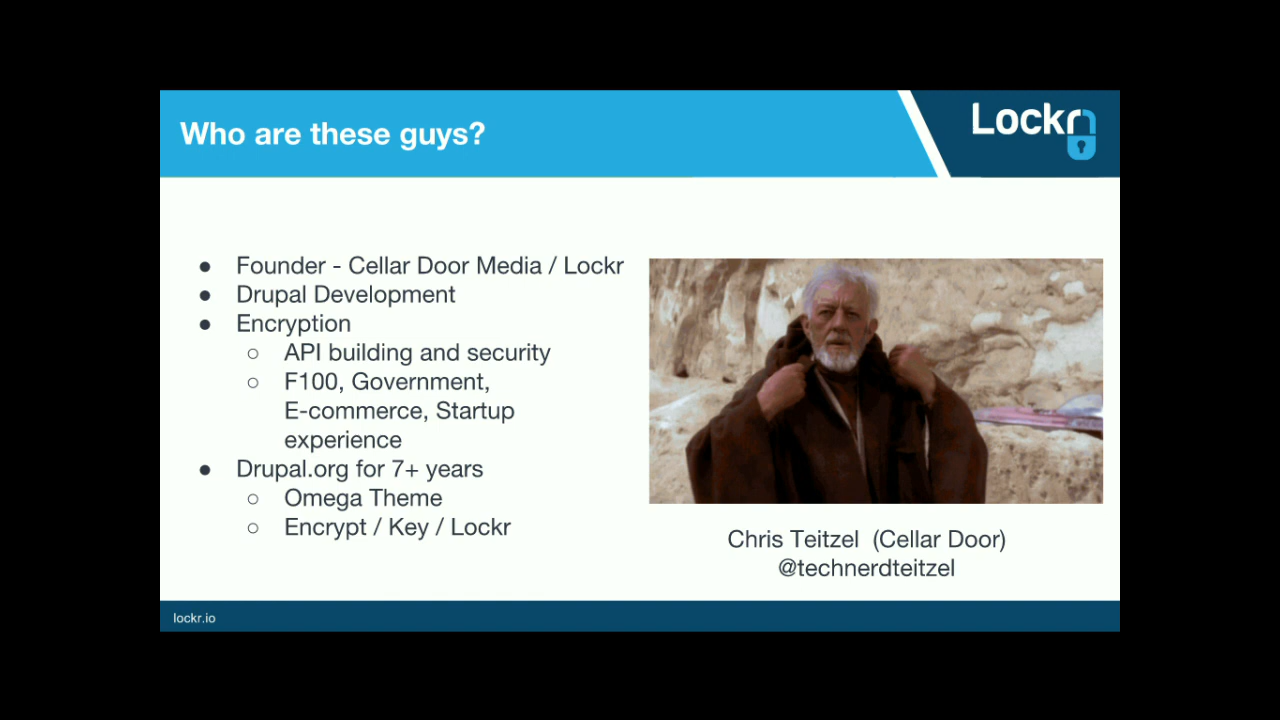 Who are these guys?
Lockr
● Founder - Cellar Door Media / Lockr
● Drupal Development
● Encryption
○ API building and security
○ F100, Government,
E-commerce, Startup
experience
● Drupal.org for 7+ years
○ Omega Theme
○ Encrypt / Key / Lockr
Chris Teitzel (Cellar Door)
@technerdteitzel
lockr.io